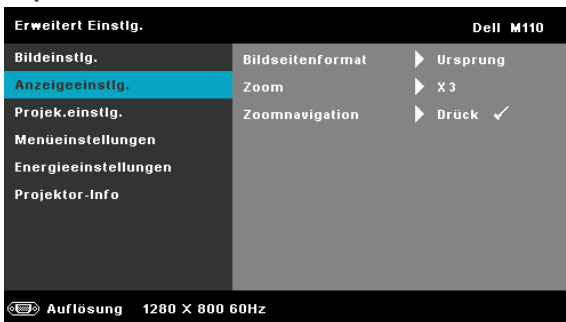 Erweitert Einstlg. Dell M110
Bildeinstlg.
Anzeigeeinstlg.
Projek.einstlg.
Menüeinstellungen
Energieeinstellungen
Projektor-Info
Bildseitenformat Ursprung
Zoom X 3
Zoomnavigation Drück ✓
Auflösung 1280 X 800 60Hz